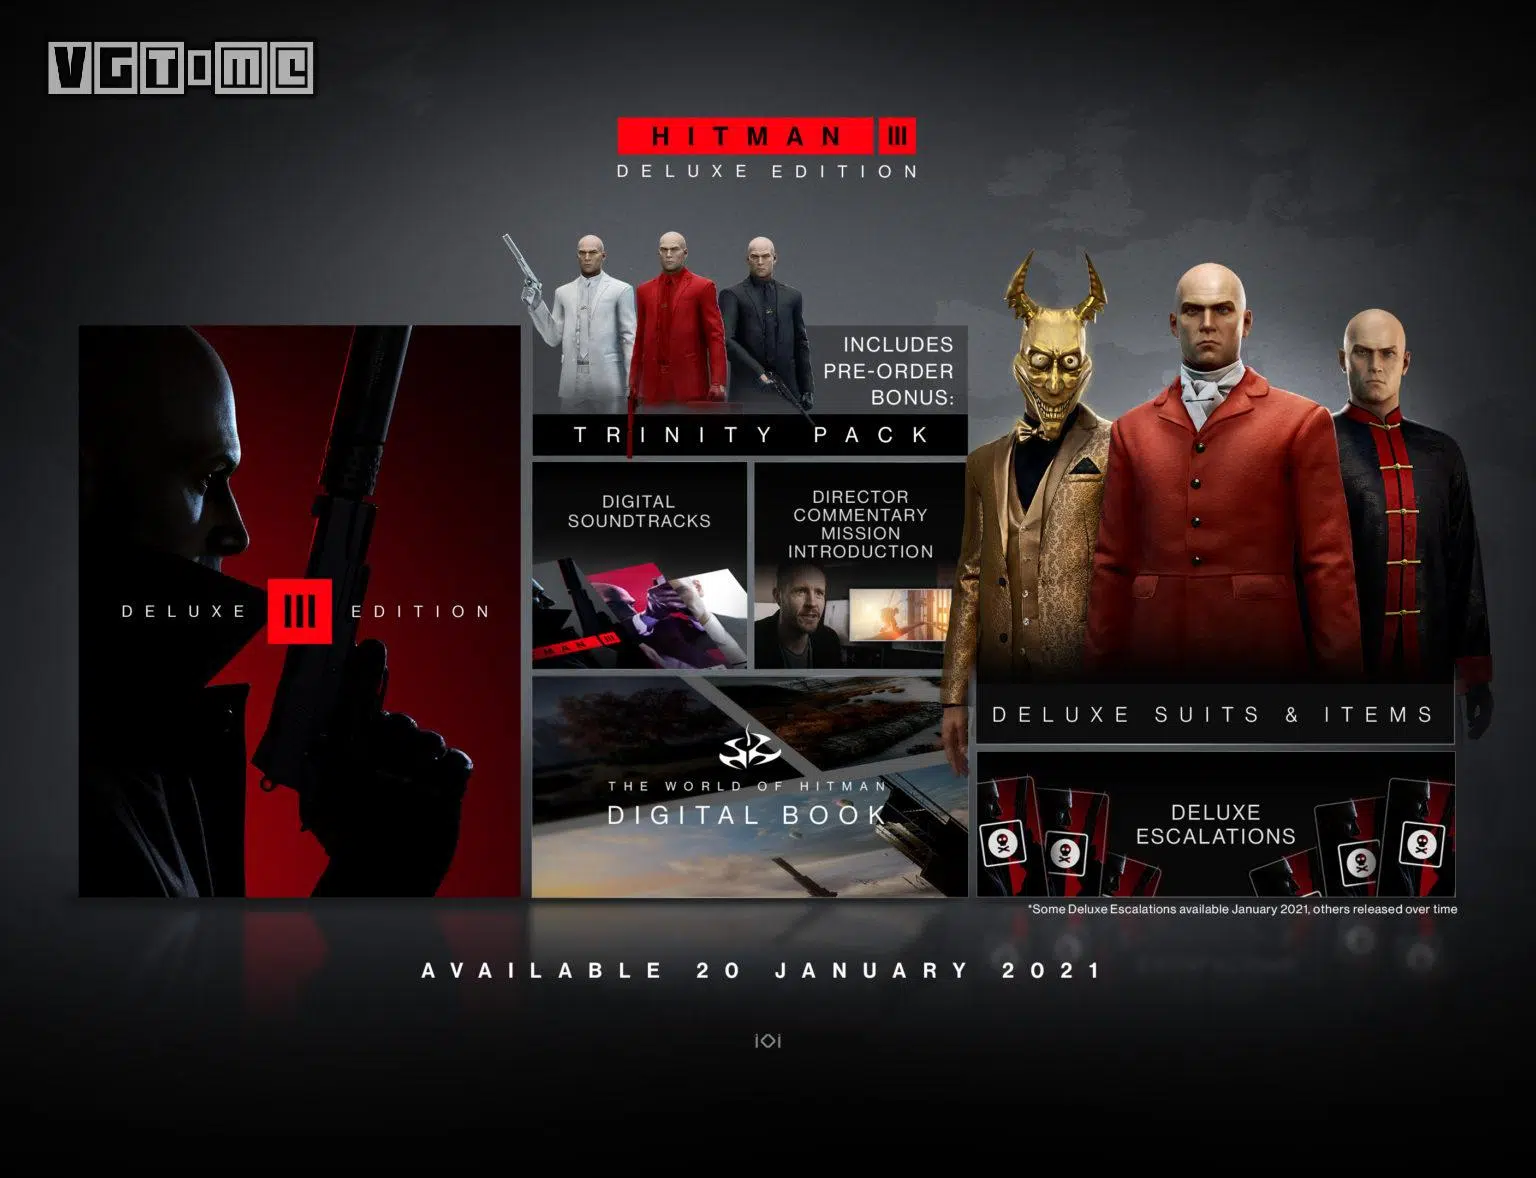 VGTIME
HITMAN III
DELUXE EDITION
INCLUDES
PRE-ORDER
BONUS:
TRINITY PACK
DELUXE III EDITION
DIGITAL
SOUNDTRACKS
DIRECTOR
COMMENTARY
MISSION
INTRODUCTION
THE WORLD OF HITMAN
DIGITAL BOOK
DELUXE SUITS & ITEMS
DELUXE
ESCALATIONS
*Some Deluxe Escalations available January 2021, others released over time
AVAILABLE 20 JANUARY 2021
IOI